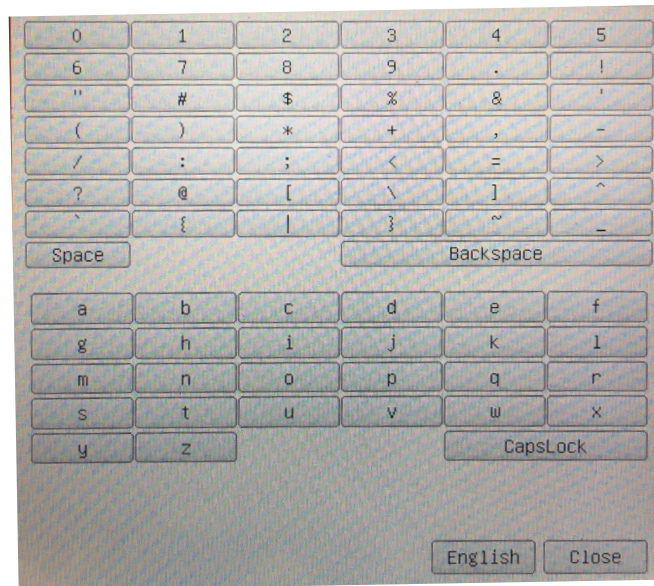 0 1 2 3 4 5
6 7 8 9 . !
" # $ % & '
( ) * + , -
/ : ; < = >
? @ [ \ ] ^
` { | } ~ _
Space Backspace
a b c d e f
g h i j k l
m n o p q r
s t u v w x
y z CapsLock
English Close